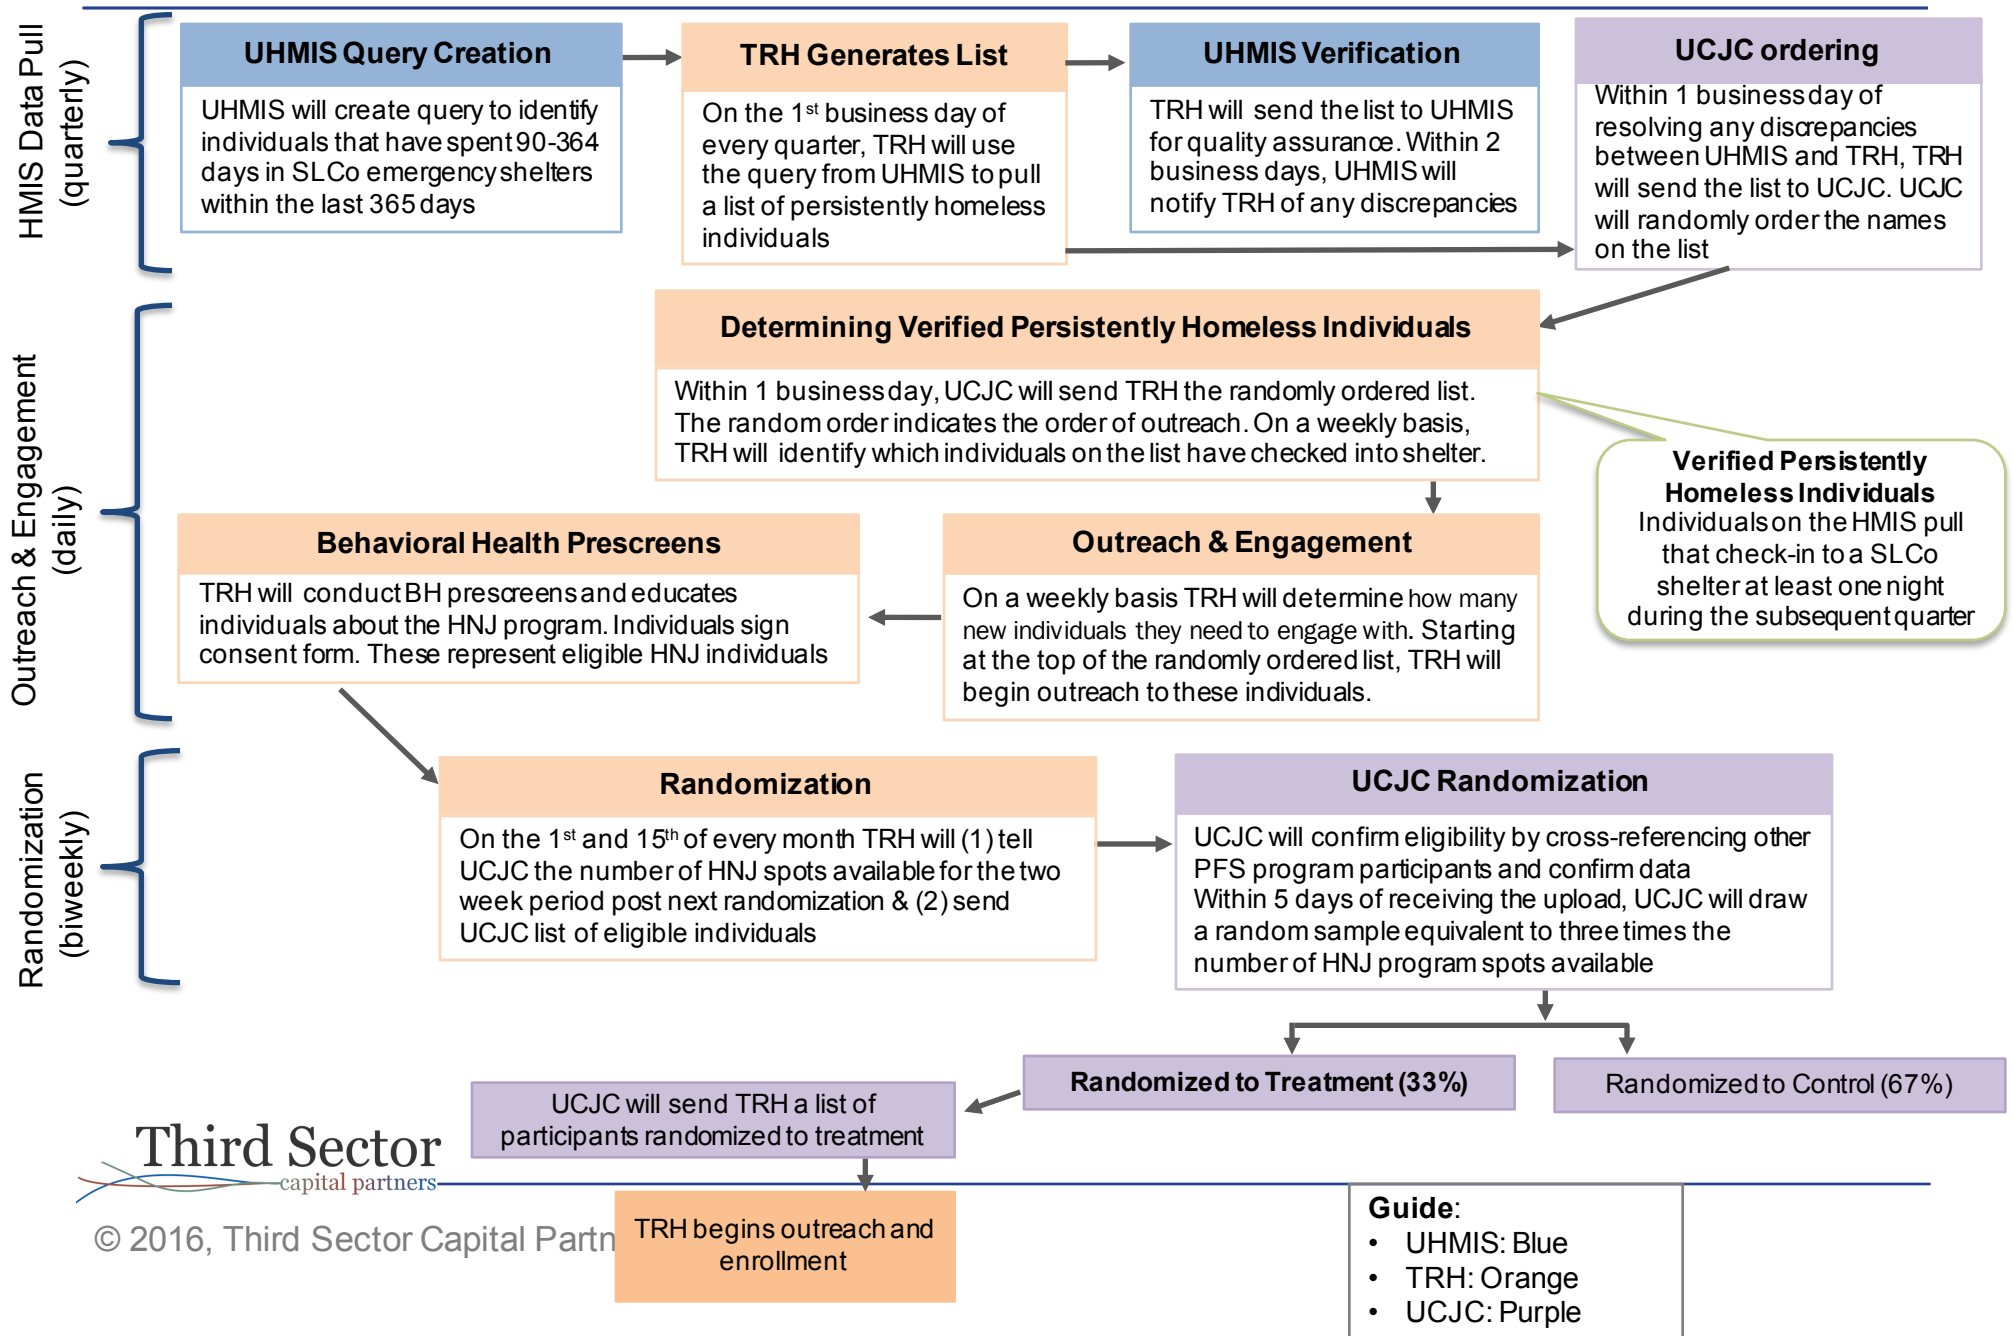 HMIS Data Pull
(quarterly)
UHMIS Query Creation
UHMIS will create query to identify
individuals that have spent 90-364
days in SLCo emergency shelters
within the last 365 days
TRH Generates List
On the 1st business day of
every quarter, TRH will use
the query from UHMIS to pull
a list of persistently homeless
individuals
UHMIS Verification
TRH will send the list to UHMIS
for quality assurance. Within 2
business days, UHMIS will
notify TRH of any discrepancies
UCJC ordering
Within 1 business day of
resolving any discrepancies
between UHMIS and TRH, TRH
will send the list to UCJC. UCJC
will randomly order the names
on the list
Outreach & Engagement
(daily)
Determining Verified Persistently Homeless Individuals
Within 1 business day, UCJC will send TRH the randomly ordered list.
The random order indicates the order of outreach. On a weekly basis,
TRH will identify which individuals on the list have checked into shelter.
Verified Persistently
Homeless Individuals
Individuals on the HMIS pull
that check-in to a SLCo
shelter at least one night
during the subsequent quarter
Behavioral Health Prescreens
TRH will conduct BH prescreens and educates
individuals about the HNJ program. Individuals sign
consent form. These represent eligible HNJ individuals
Outreach & Engagement
On a weekly basis TRH will determine how many
new individuals they need to engage with. Starting
at the top of the randomly ordered list, TRH will
begin outreach to these individuals.
Randomization
(biweekly)
Randomization
On the 1st and 15th of every month TRH will (1) tell
UCJC the number of HNJ spots available for the two
week period post next randomization & (2) send
UCJC list of eligible individuals
UCJC Randomization
UCJC will confirm eligibility by cross-referencing other
PFS program participants and confirm data
Within 5 days of receiving the upload, UCJC will draw
a random sample equivalent to three times the
number of HNJ program spots available
Randomized to Treatment (33%)
Randomized to Control (67%)
UCJC will send TRH a list of
participants randomized to treatment
Third Sector
capital partners
© 2016, Third Sector Capital Partn
TRH begins outreach and
enrollment
Guide:
• UHMIS: Blue
• TRH: Orange
• UCJC: Purple